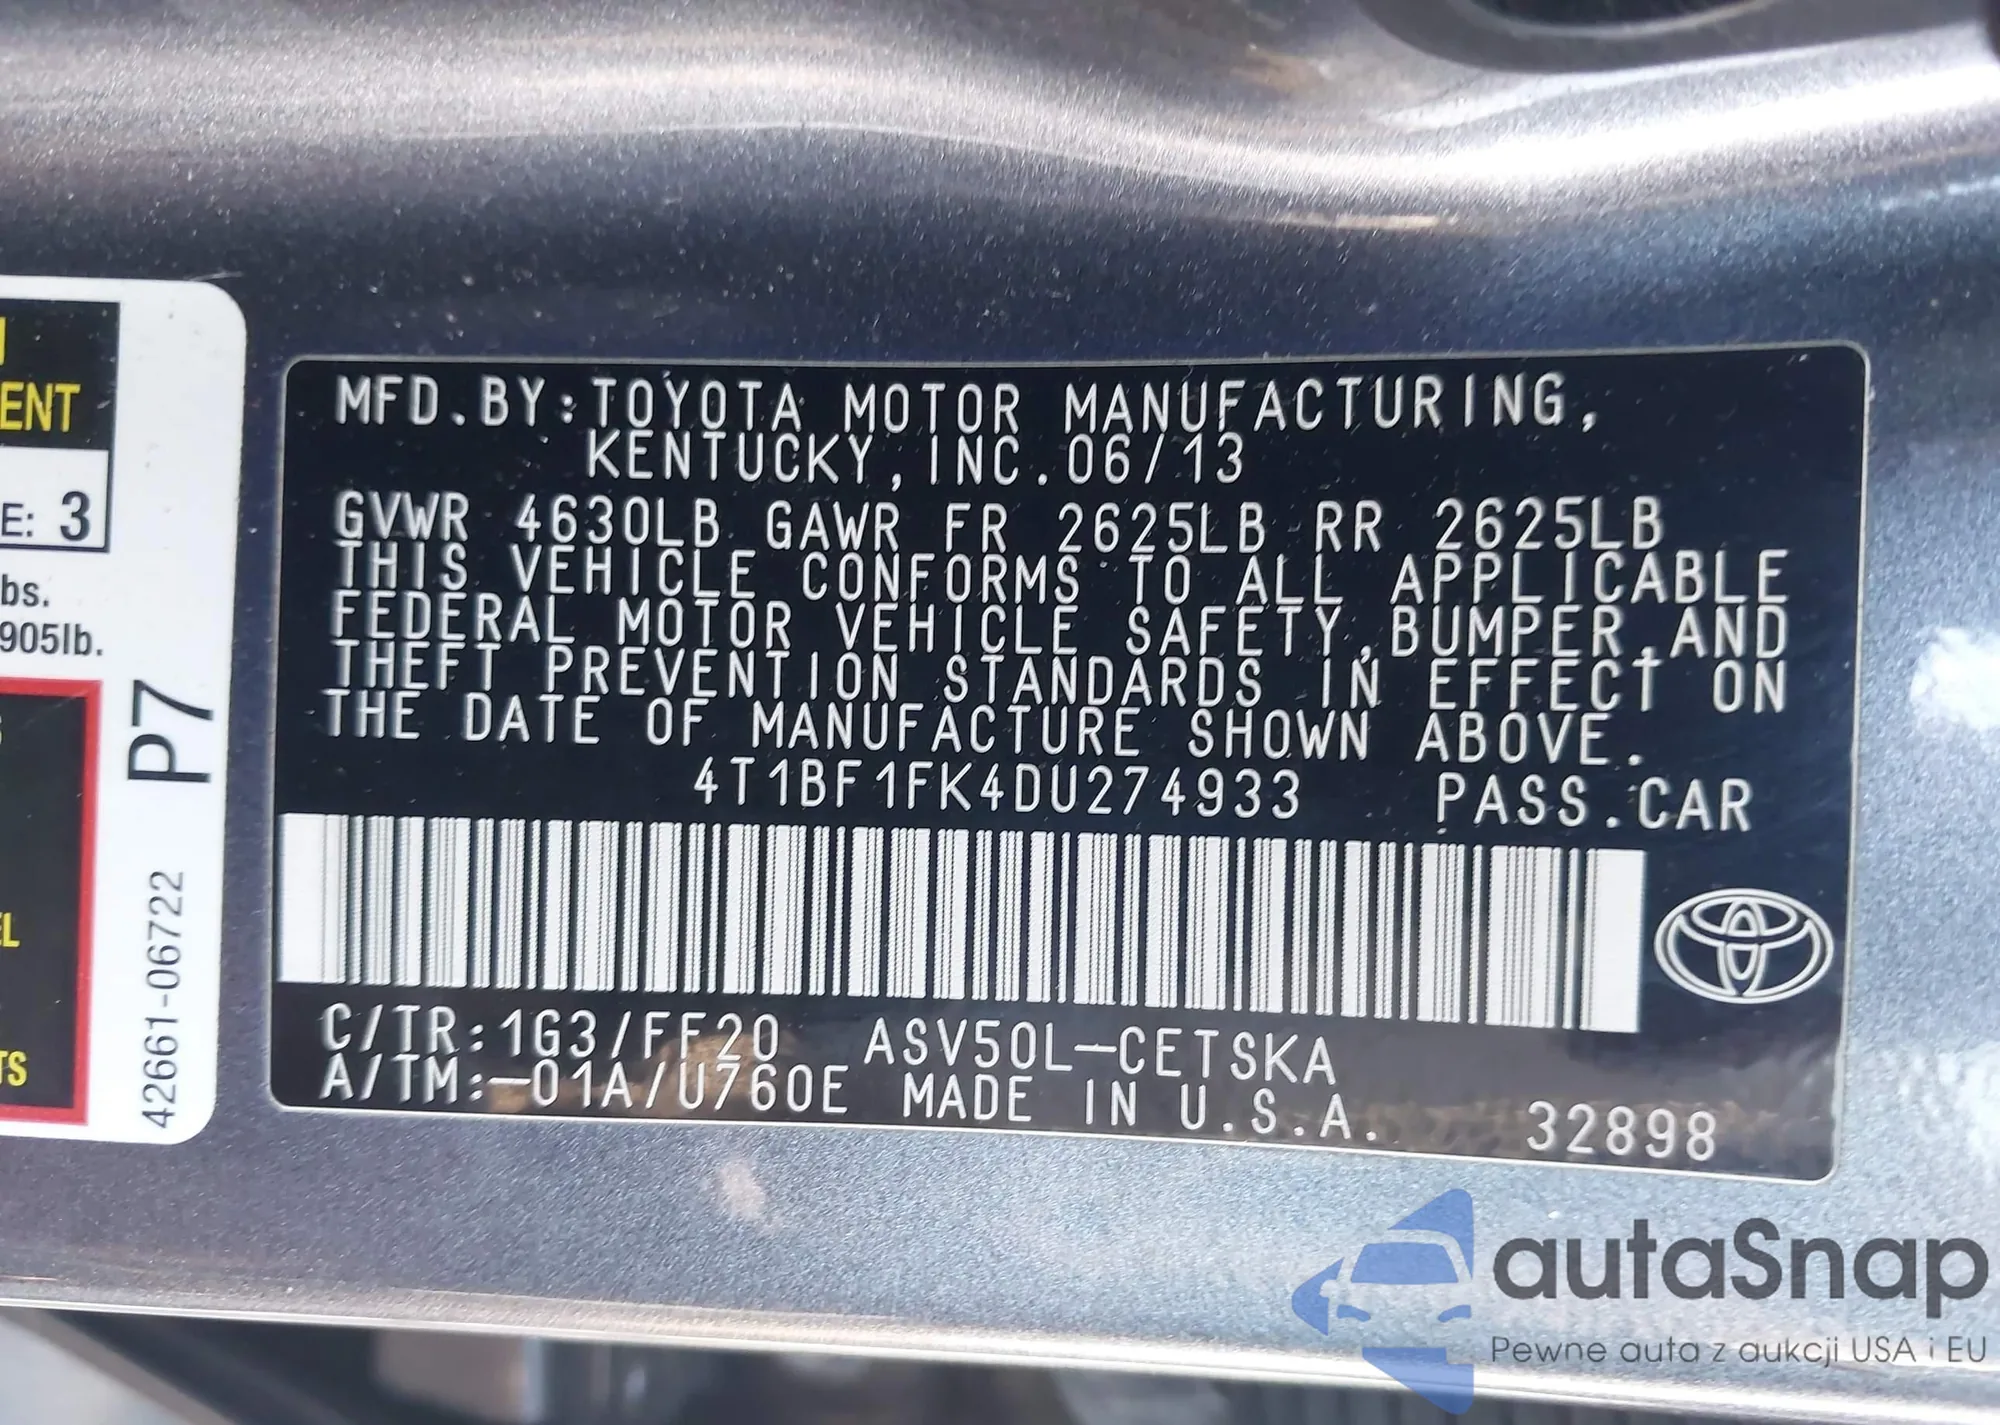 ENT
E: 3
bs.
905lb.
P7
42661-06722
EL
TS
MFD.BY:TOYOTA MOTOR MANUFACTURING,
KENTUCKY,INC.06/13
GVWR 4630LB GAWR FR 2625LB RR 2625LB
THIS VEHICLE CONFORMS TO ALL APPLICABLE
FEDERAL MOTOR VEHICLE SAFETY,BUMPER,AND
THEFT PREVENTION STANDARDS IN EFFECT ON
THE DATE OF MANUFACTURE SHOWN ABOVE.
4T1BF1FK4DU274933 PASS.CAR
C/TR:1G3/FF20 ASV50L-CETSKA
A/TM:-01A/U760E MADE IN U.S.A. 32898
autaSnap
Pewne auta z aukcji USA i EU